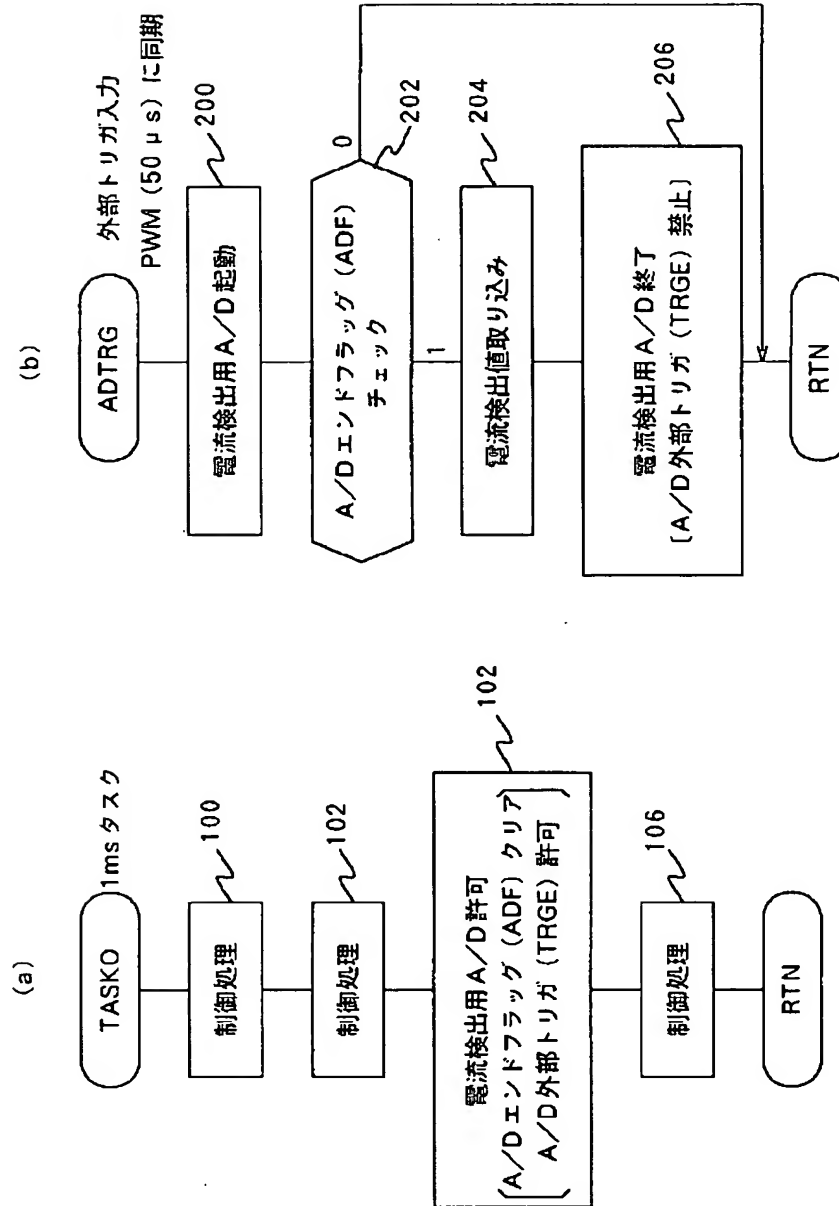 (a)
TASKO
1msタスク
制御処理
100
制御処理
102
電流検出用A/D許可
A/Dエンドフラッグ(ADF)クリア
A/D外部トリガ(TRGE)許可
102
制御処理
106
RTN
(b)
ADTRG
外部トリガ入力
PWM(50μs)に同期
電流検出用A/D起動
200
A/Dエンドフラッグ(ADF)
チェック
0
202
1
電流検出値取り込み
204
電流検出用A/D終了
[A/D外部トリガ(TRGE)禁止]
206
RTN